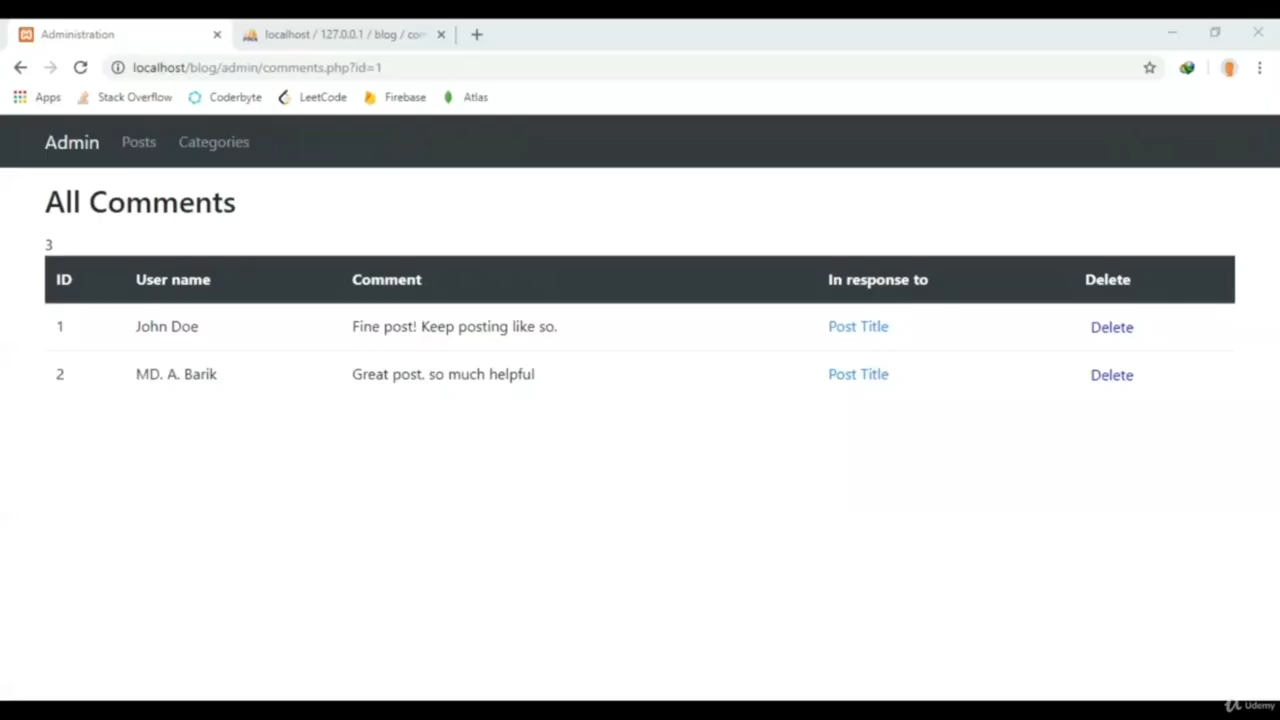 Administration
localhost / 127.0.0.1 / blog / com
localhost/blog/admin/comments.php?id=1
Apps Stack Overflow Coderbyte LeetCode Firebase Atlas
Admin Posts Categories
All Comments
3
ID User name Comment In response to Delete
1 John Doe Fine post! Keep posting like so. Post Title Delete
2 MD. A. Barik Great post. so much helpful Post Title Delete
Udemy